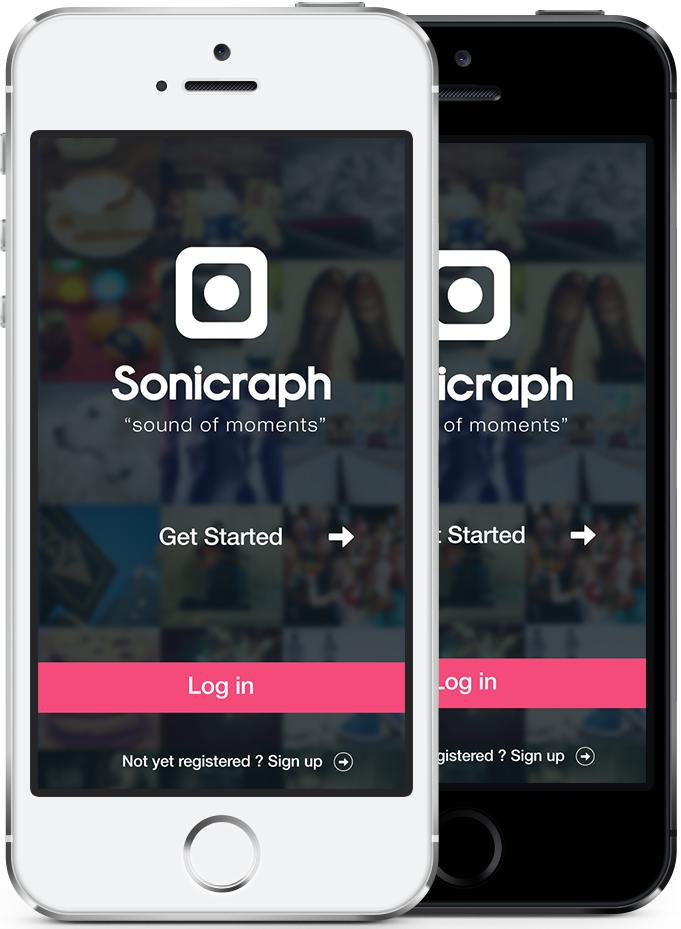 Sonicraph
“sound of moments”
Get Started
Log in
Not yet registered ? Sign up
icraph
of moments”
t Started
Log in
gistered ? Sign up